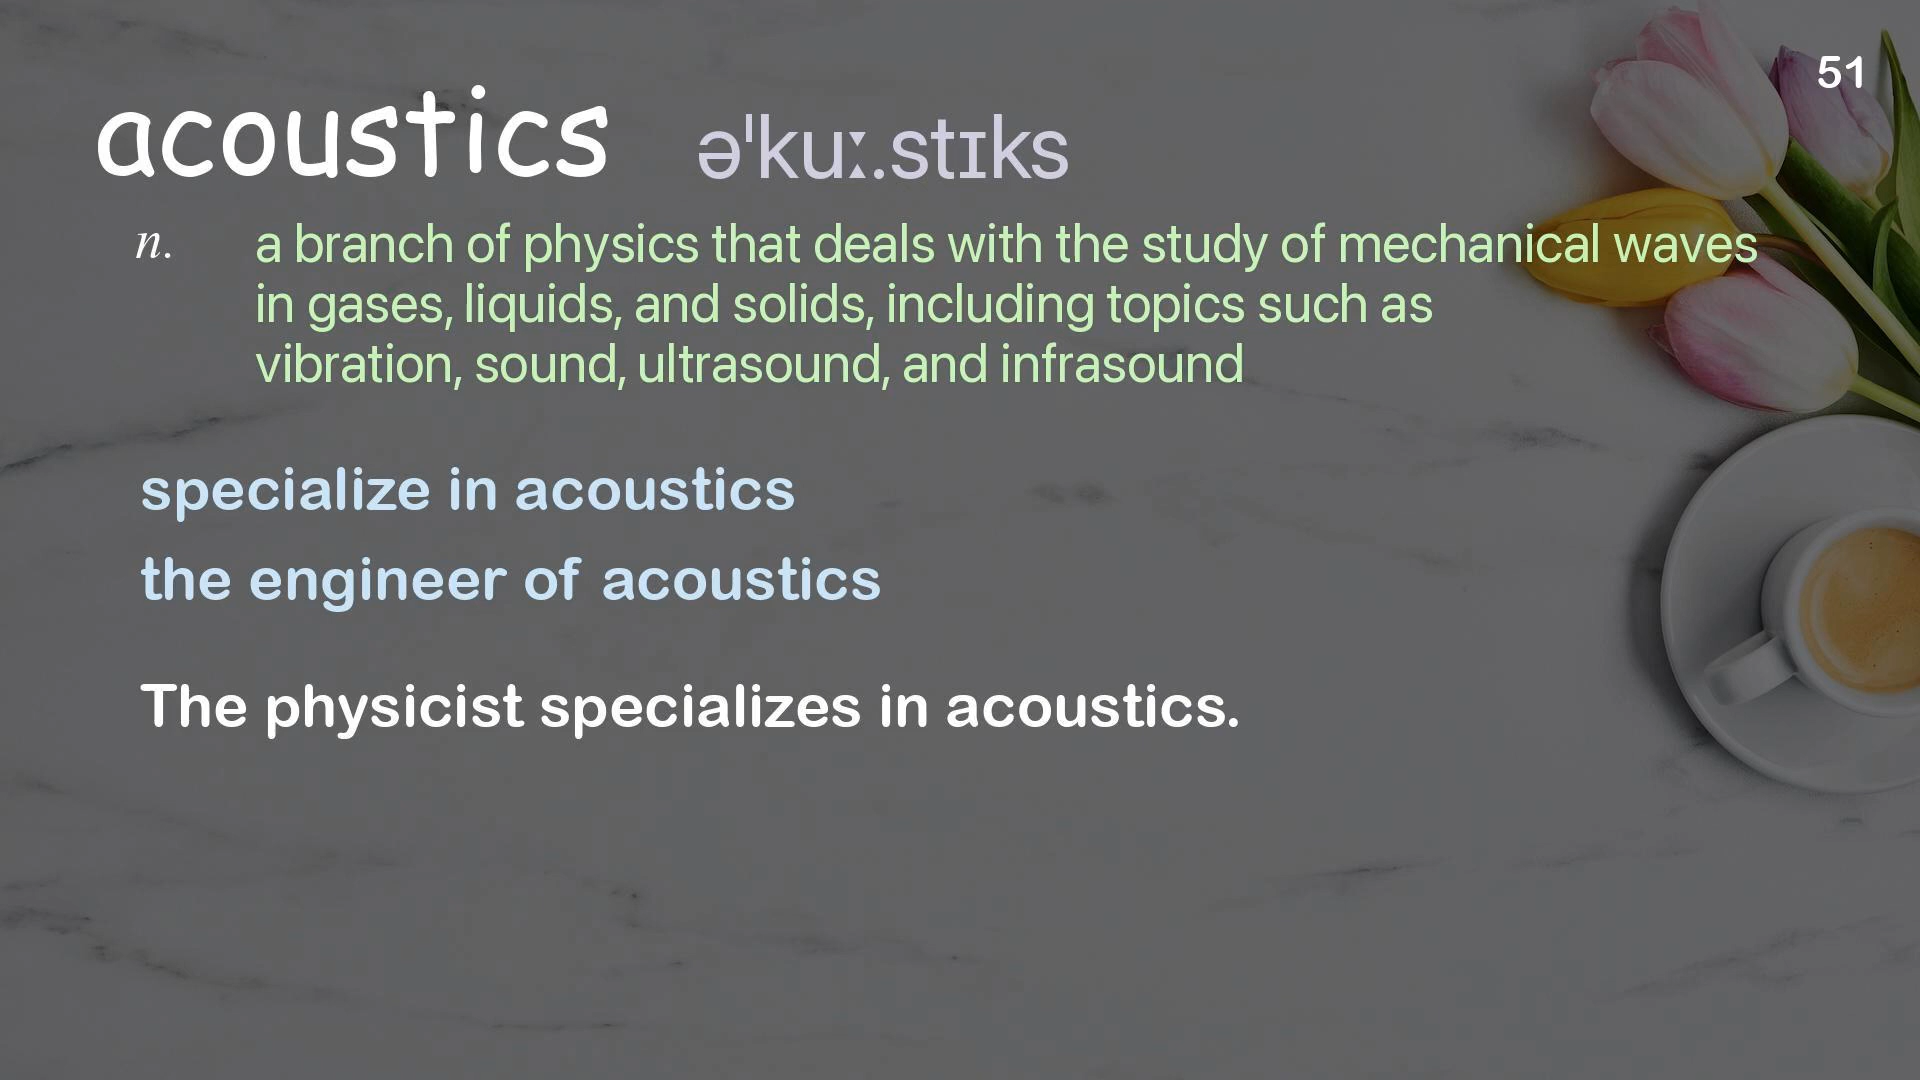 51
acoustics əˈkuː.stɪks
n. a branch of physics that deals with the study of mechanical waves
in gases, liquids, and solids, including topics such as
vibration, sound, ultrasound, and infrasound
specialize in acoustics
the engineer of acoustics
The physicist specializes in acoustics.